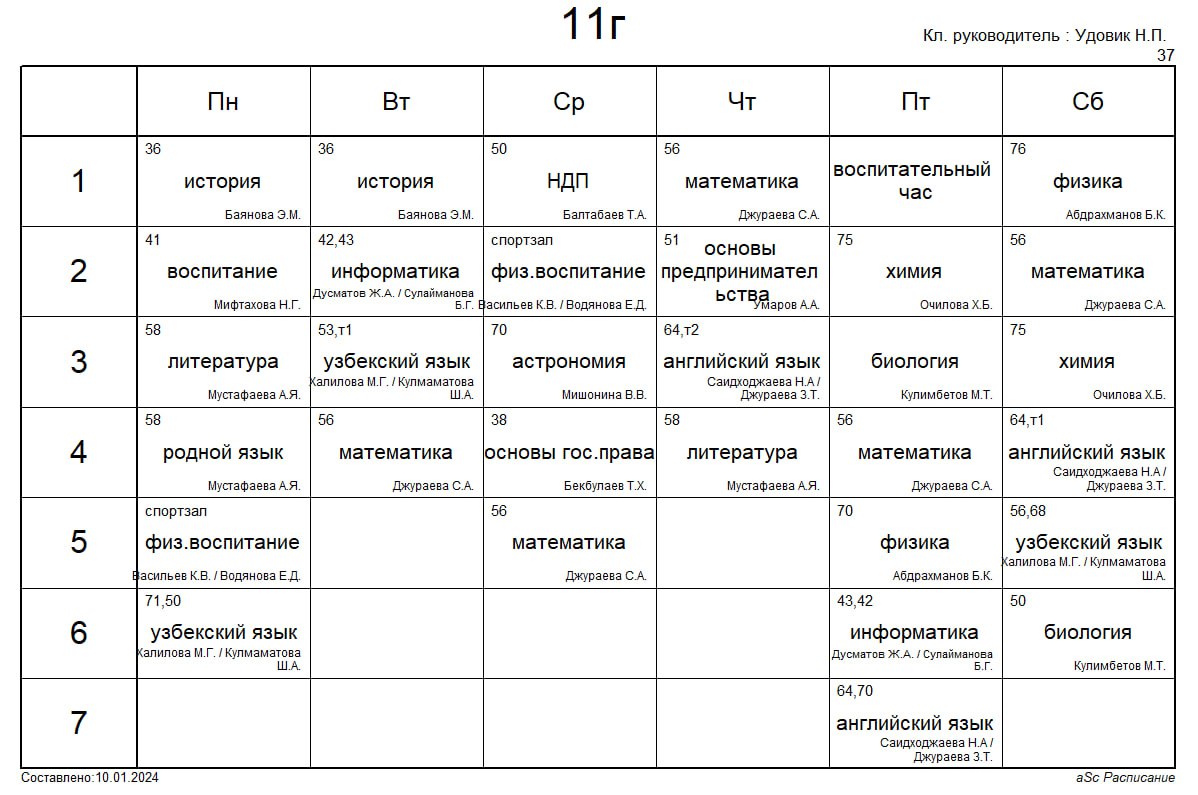 11г
Кл. руководитель : Удовик Н.П.
37
Пн
Вт
Ср
Чт
Пт
Сб
1
36
история
Баянова Э.М.
36
история
Баянова Э.М.
50
НДП
Балтабаев Т.А.
56
математика
Джураева С.А.
воспитательный
час
76
физика
Абдрахманов Б.К.
2
41
воспитание
Мифтахова Н.Г.
42,43
информатика
Дусматов Ж.А. / Сулайманова
Б.Г.
спортзал
физ.воспитание
Васильев К.В. / Водянова Е.Д.
51
основы
предпринимател
ьства
Умаров А.А.
75
химия
Очилова Х.Б.
56
математика
Джураева С.А.
3
58
литература
Мустафаева А.Я.
53,т1
узбекский язык
Халилова М.Г. / Кулмаматова
Ш.А.
70
астрономия
Мишонина В.В.
64,т2
английский язык
Саидходжаева Н.А /
Джураева З.Т.
биология
Кулимбетов М.Т.
75
химия
Очилова Х.Б.
4
58
родной язык
Мустафаева А.Я.
56
математика
Джураева С.А.
38
основы гос.права
Бекбулаев Т.Х.
58
литература
Мустафаева А.Я.
56
математика
Джураева С.А.
64,т1
английский язык
Саидходжаева Н.А /
Джураева З.Т.
5
спортзал
физ.воспитание
Васильев К.В. / Водянова Е.Д.
56
математика
Джураева С.А.
70
физика
Абдрахманов Б.К.
56,68
узбекский язык
Халилова М.Г. / Кулмаматова
Ш.А.
6
71,50
узбекский язык
Халилова М.Г. / Кулмаматова
Ш.А.
43,42
информатика
Дусматов Ж.А. / Сулайманова
Б.Г.
50
биология
Кулимбетов М.Т.
7
64,70
английский язык
Саидходжаева Н.А /
Джураева З.Т.
Составлено:10.01.2024
aSc Расписание